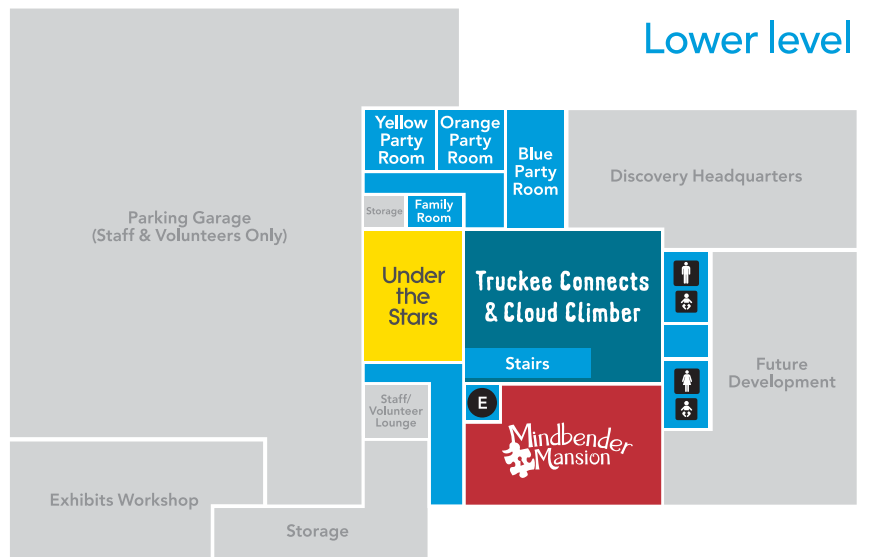 Lower level
Yellow
Party
Room
Orange
Party
Room
Blue
Party
Room
Discovery Headquarters
Storage
Family
Room
Parking Garage
(Staff & Volunteers Only)
Under
the
Stars
Truckee Connects
& Cloud Climber
Stairs
Future
Development
Staff/
Volunteer
Lounge
E
Mindbender
Mansion
Exhibits Workshop
Storage